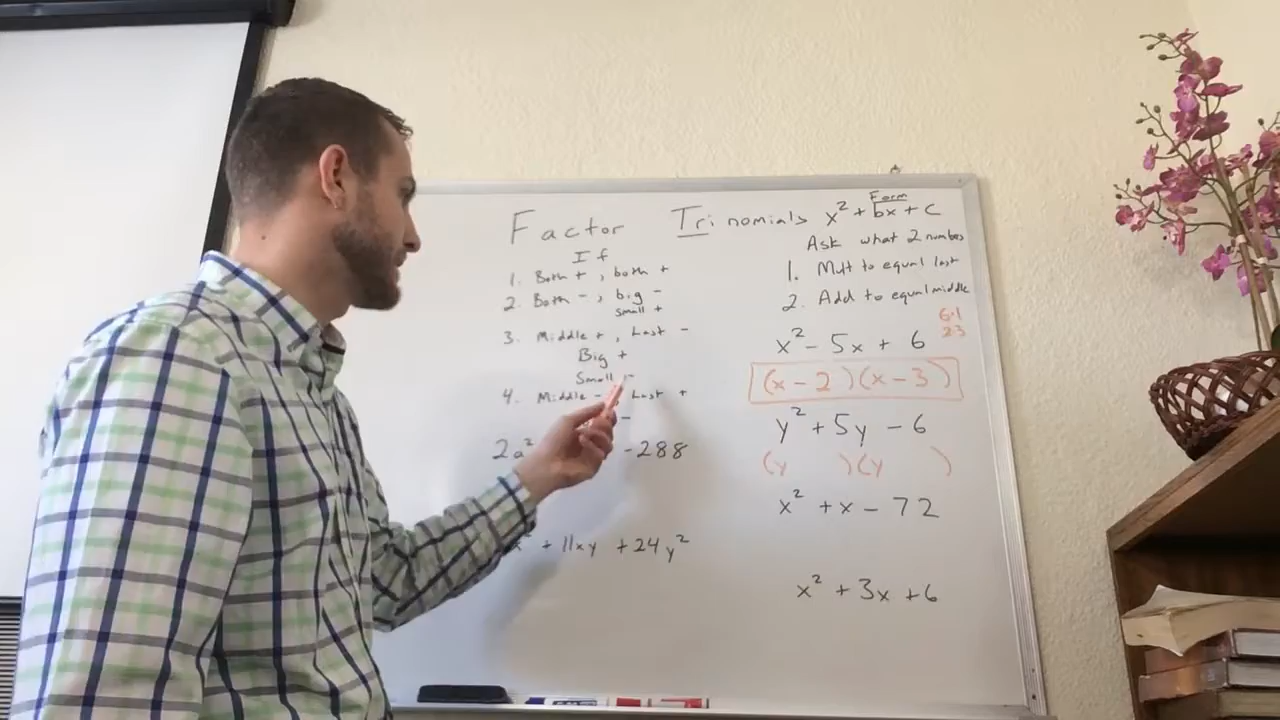 Factor Trinomials x² + bx + c
Form
If
1. Both +, both +
2. Both -, big -
small +
3. Middle +, Last -
Big +
Small -
4. Middle - , Last +
-
2a² -288
+ 11xy + 24y²
Ask what 2 numbers
1. Mult to equal last
2. Add to equal middle
6·1
2·3
x² - 5x + 6
(x - 2)(x - 3)
y² + 5y - 6
(y )(y )
x² + x - 72
x² + 3x + 6